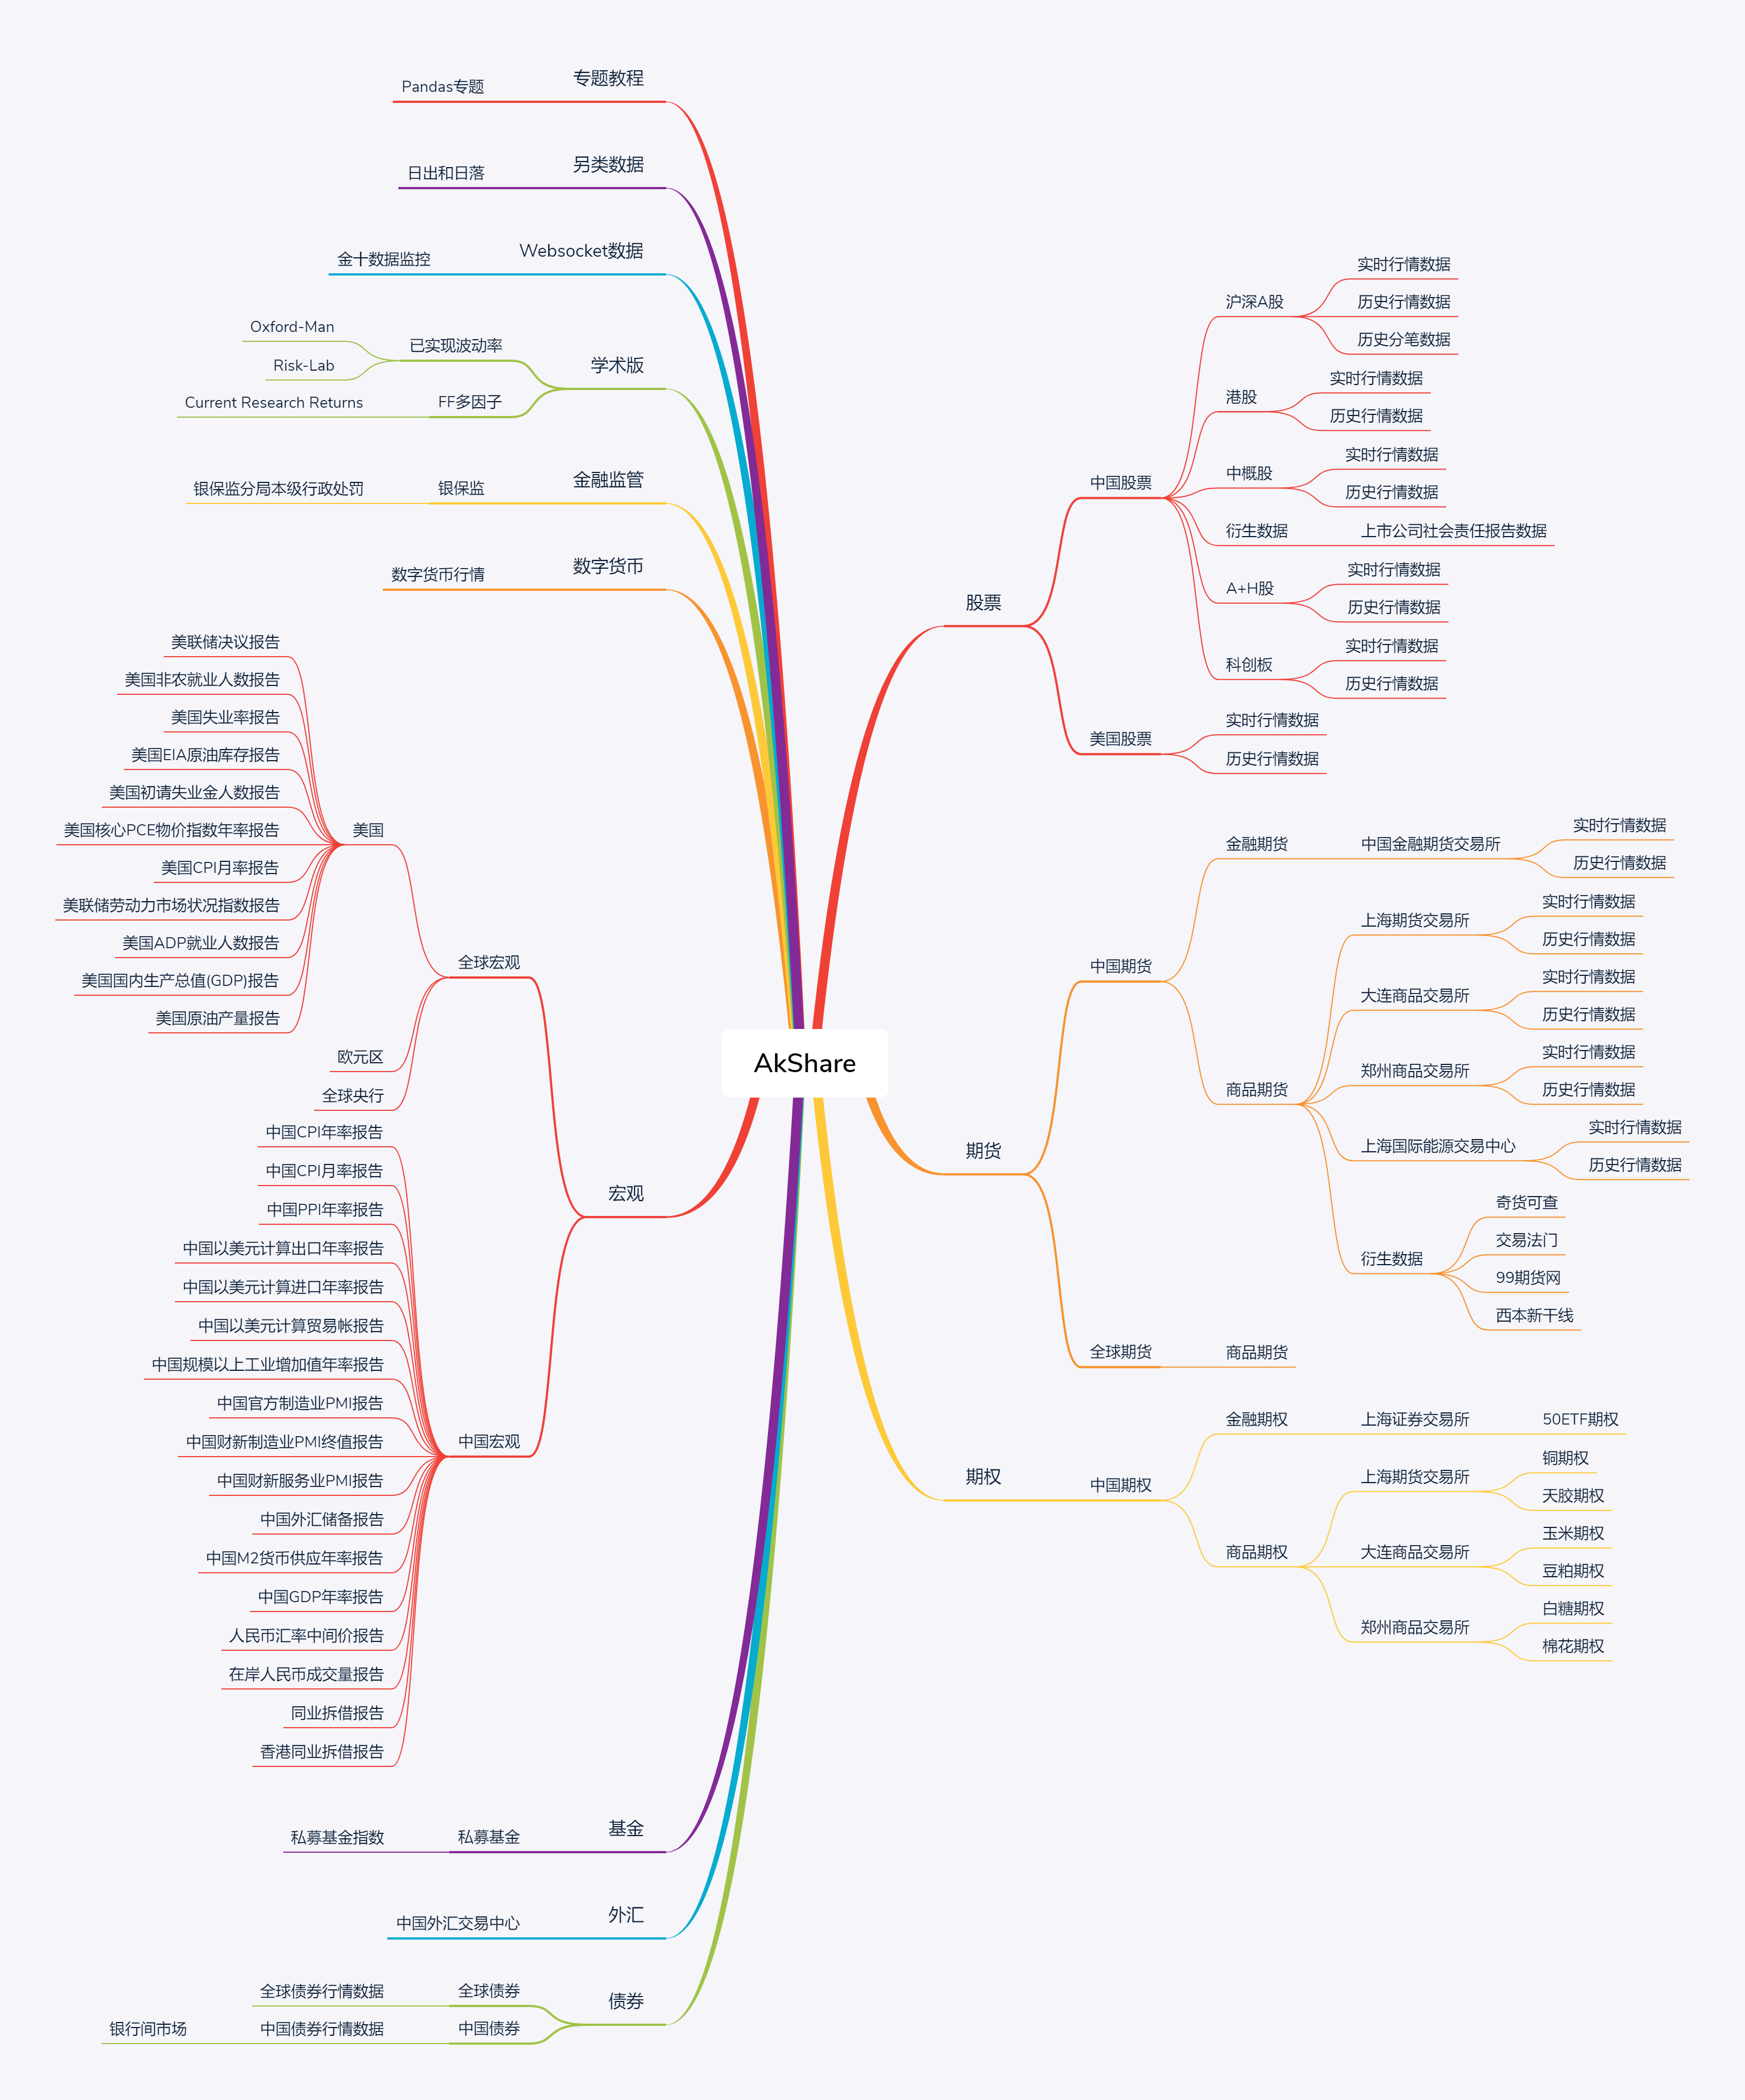 AkShare
股票
中国股票
沪深A股
实时行情数据
历史行情数据
历史分笔数据
港股
实时行情数据
历史行情数据
中概股
实时行情数据
历史行情数据
衍生数据
上市公司社会责任报告数据
A+H股
实时行情数据
历史行情数据
科创板
实时行情数据
历史行情数据
美国股票
实时行情数据
历史行情数据
期货
中国期货
金融期货
中国金融期货交易所
实时行情数据
历史行情数据
商品期货
上海期货交易所
实时行情数据
历史行情数据
大连商品交易所
实时行情数据
历史行情数据
郑州商品交易所
实时行情数据
历史行情数据
上海国际能源交易中心
实时行情数据
历史行情数据
衍生数据
奇货可查
交易法门
99期货网
西本新干线
全球期货
商品期货
期权
中国期权
金融期权
上海证券交易所
50ETF期权
商品期权
上海期货交易所
铜期权
天胶期权
大连商品交易所
玉米期权
豆粕期权
郑州商品交易所
白糖期权
棉花期权
专题教程
Pandas专题
另类数据
日出和日落
Websocket数据
金十数据监控
学术版
已实现波动率
Oxford-Man
Risk-Lab
FF多因子
Current Research Returns
金融监管
银保监
银保监分局本级行政处罚
数字货币
数字货币行情
宏观
全球宏观
美国
美联储决议报告
美国非农就业人数报告
美国失业率报告
美国EIA原油库存报告
美国初请失业金人数报告
美国核心PCE物价指数年率报告
美国CPI月率报告
美联储劳动力市场状况指数报告
美国ADP就业人数报告
美国国内生产总值(GDP)报告
美国原油产量报告
欧元区
全球央行
中国宏观
中国CPI年率报告
中国CPI月率报告
中国PPI年率报告
中国以美元计算出口年率报告
中国以美元计算进口年率报告
中国以美元计算贸易帐报告
中国规模以上工业增加值年率报告
中国官方制造业PMI报告
中国财新制造业PMI终值报告
中国财新服务业PMI报告
中国外汇储备报告
中国M2货币供应年率报告
中国GDP年率报告
人民币汇率中间价报告
在岸人民币成交量报告
同业拆借报告
香港同业拆借报告
基金
私募基金
私募基金指数
外汇
中国外汇交易中心
债券
全球债券
全球债券行情数据
中国债券
中国债券行情数据
银行间市场